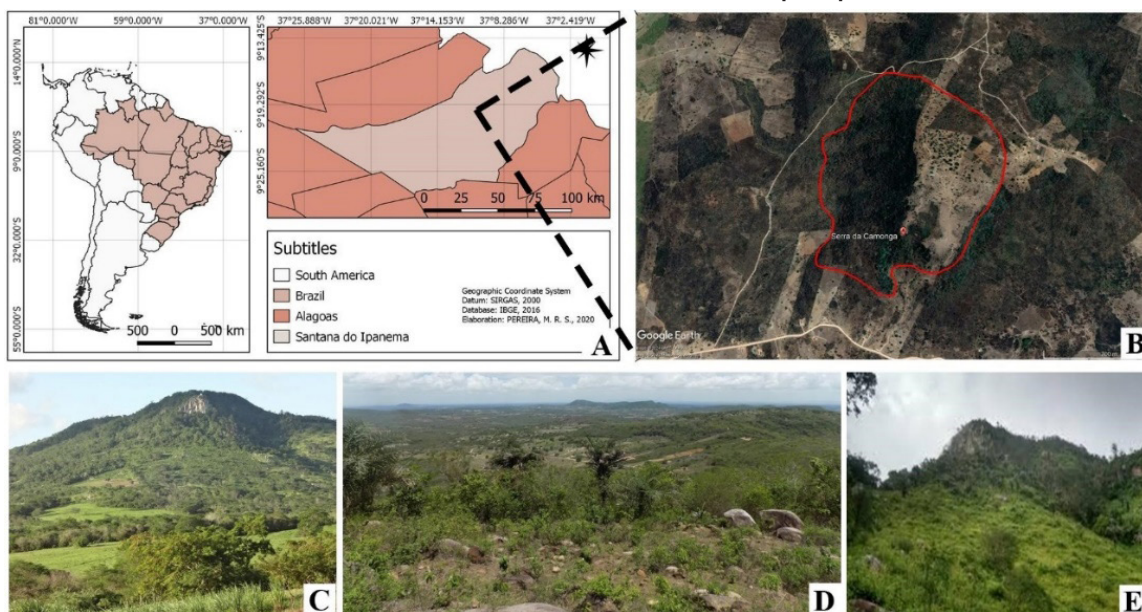 81°0.000'W 59°0.000'W 37°0.000'W
14°0.000'N
9°0.000'S
32°0.000'S
55°0.000'S
500 0 500 km
37°25.888'W 37°20.021'W 37°14.153'W 37°8.286'W 37°2.419'W
9°13.425'S
9°19.292'S
9°25.160'S
0 25 50 75 100 km
Subtitles
South America
Brazil
Alagoas
Santana do Ipanema
Geographic Coordinate System
Datum: SIRGAS, 2000
Database: IBGE, 2016
Elaboration: PEREIRA, M. R. S., 2020
A
Serra da Camonga
Google Earth
B
C
D
E